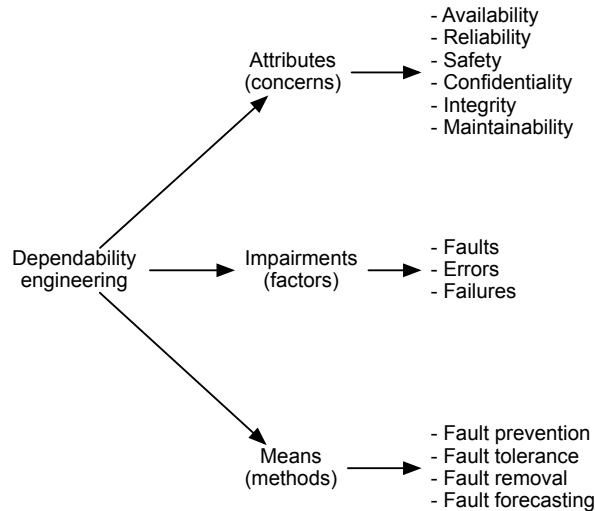 Attributes
(concerns)
- Availability
- Reliability
- Safety
- Confidentiality
- Integrity
- Maintainability
Dependability
engineering
Impairments
(factors)
- Faults
- Errors
- Failures
Means
(methods)
- Fault prevention
- Fault tolerance
- Fault removal
- Fault forecasting